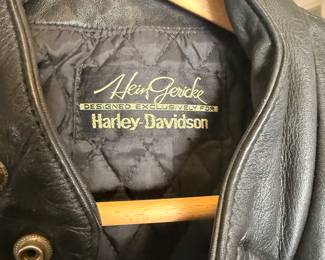 Hein Gericke
DESIGNED EXCLUSIVELY FOR
Harley-Davidson